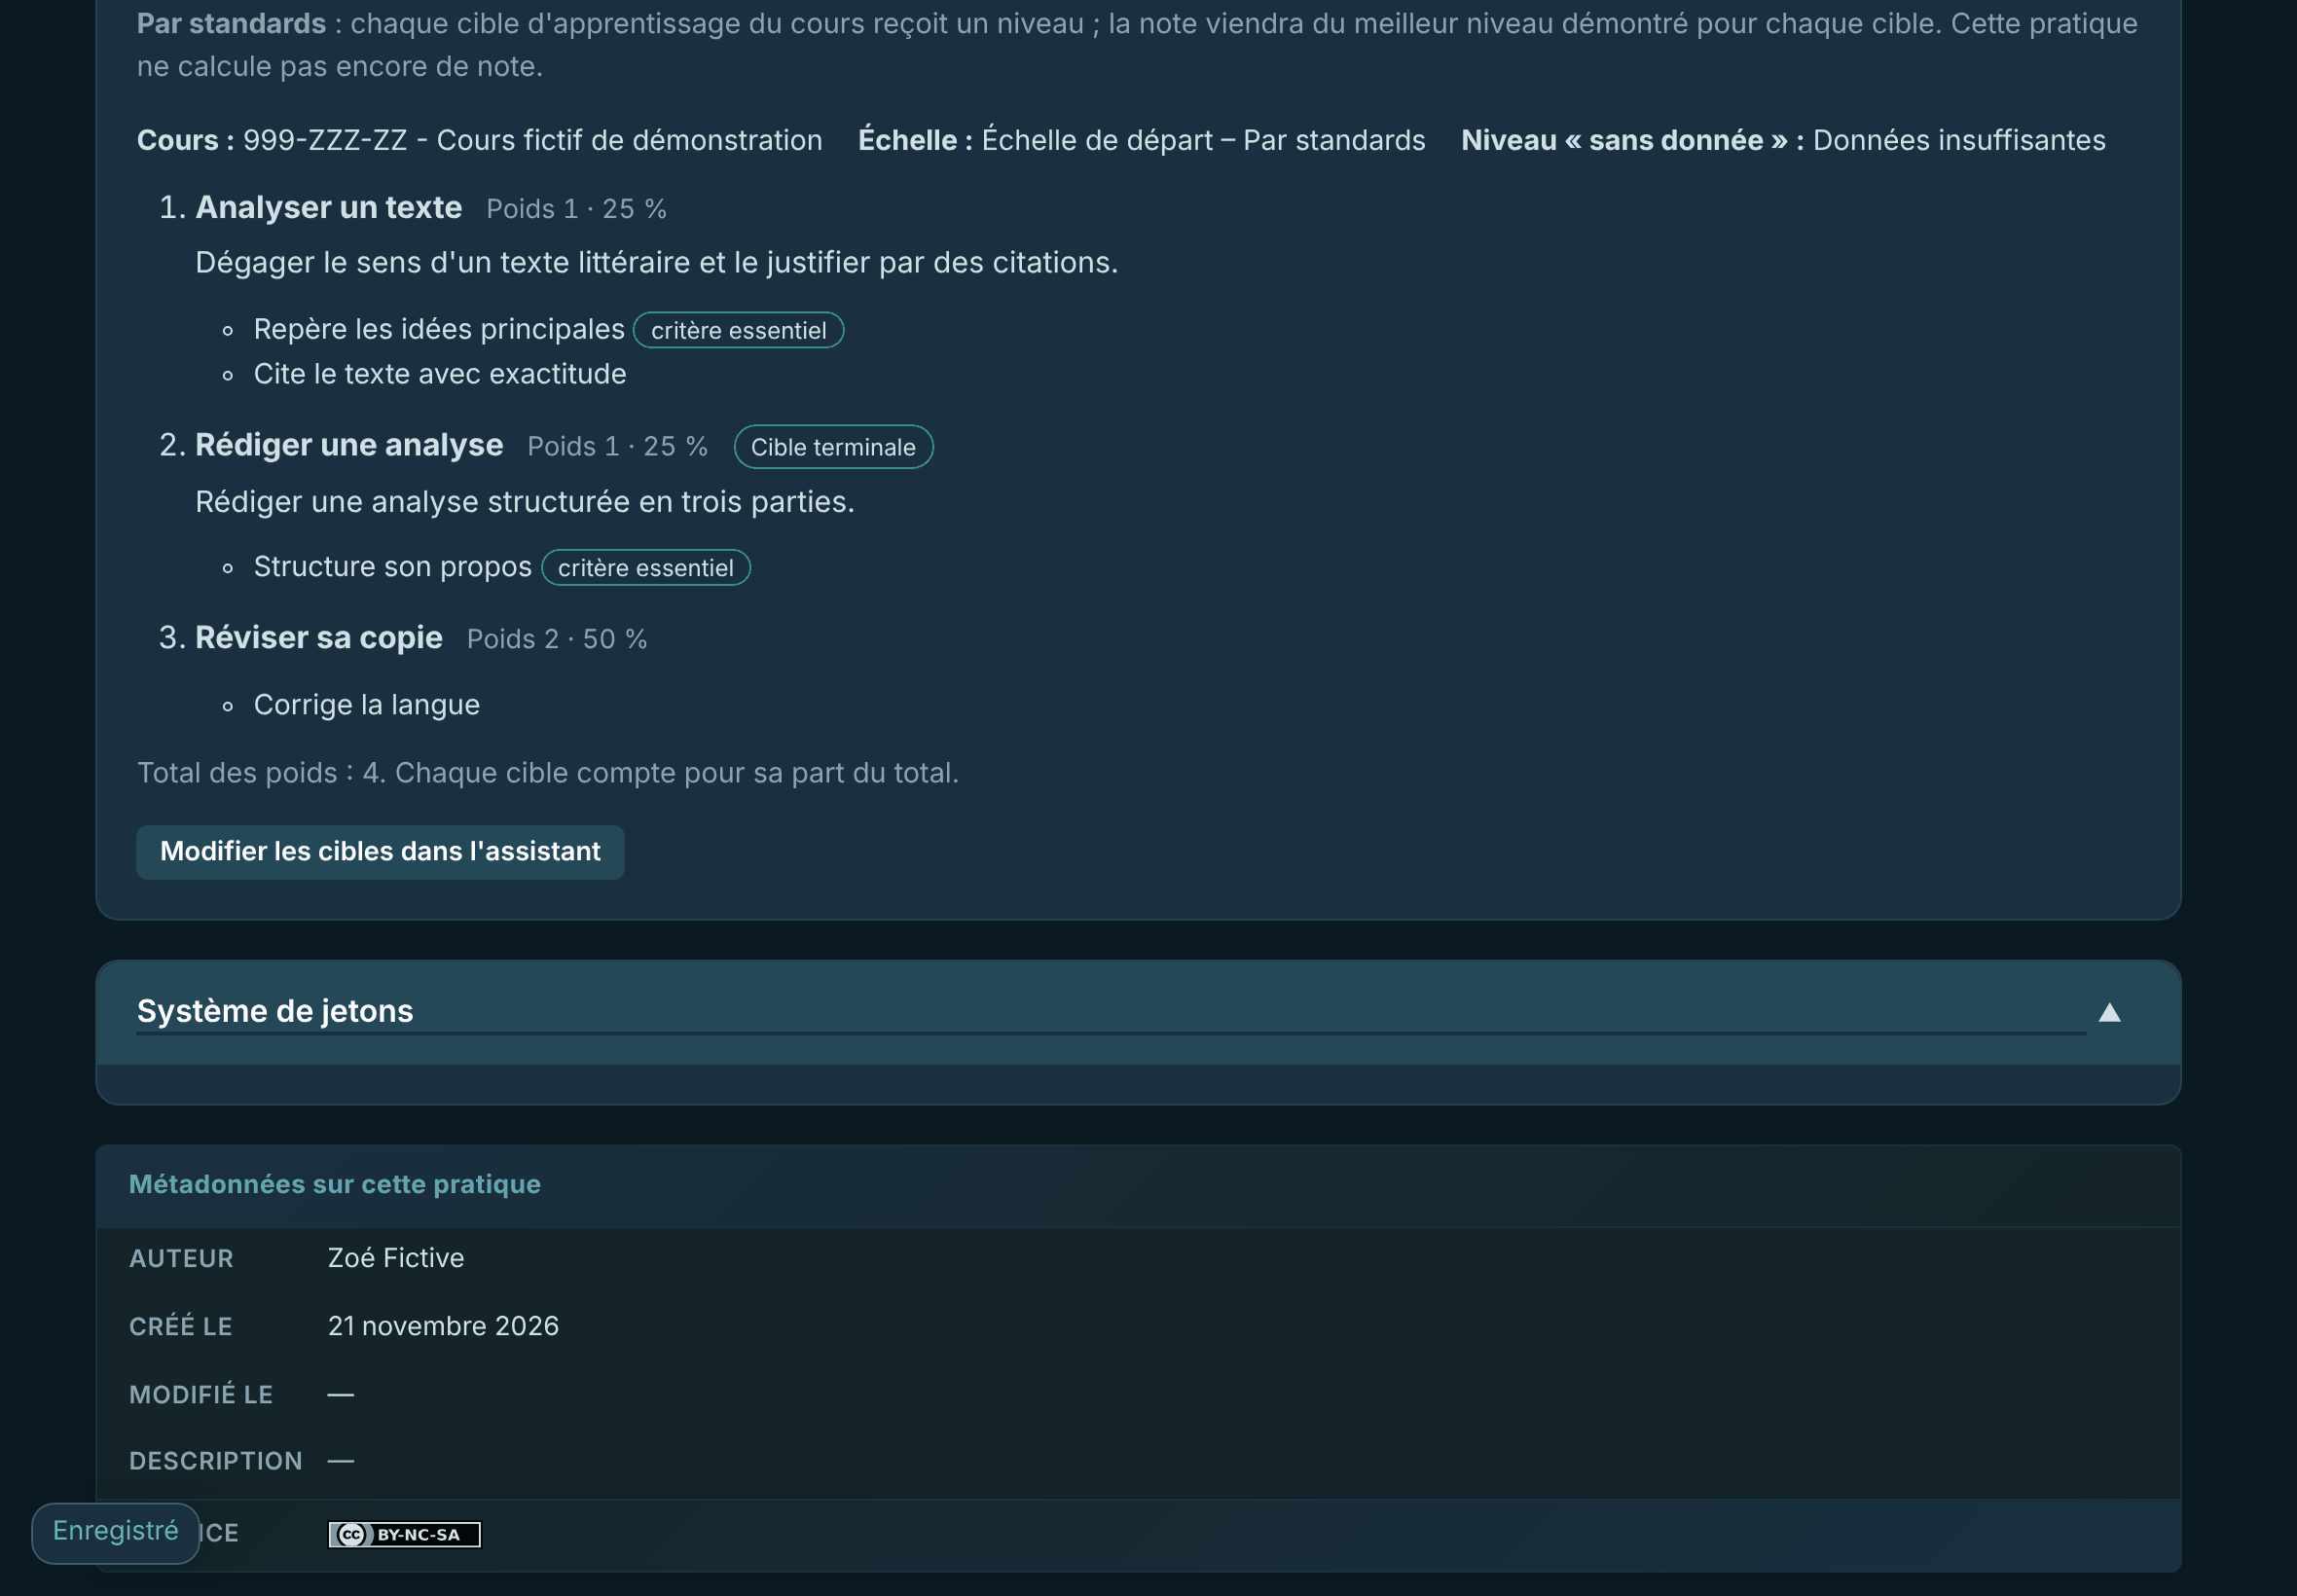 Par standards : chaque cible d'apprentissage du cours reçoit un niveau ; la note viendra du meilleur niveau démontré pour chaque cible. Cette pratique
ne calcule pas encore de note.
Cours : 999-ZZZ-ZZ - Cours fictif de démonstration Échelle : Échelle de départ – Par standards Niveau « sans donnée » : Données insuffisantes
1. Analyser un texte Poids 1 · 25 %
Dégager le sens d'un texte littéraire et le justifier par des citations.
Repère les idées principales critère essentiel
Cite le texte avec exactitude
2. Rédiger une analyse Poids 1 · 25 % Cible terminale
Rédiger une analyse structurée en trois parties.
Structure son propos critère essentiel
3. Réviser sa copie Poids 2 · 50 %
Corrige la langue
Total des poids : 4. Chaque cible compte pour sa part du total.
Modifier les cibles dans l'assistant
Système de jetons
Métadonnées sur cette pratique
AUTEUR Zoé Fictive
CRÉÉ LE 21 novembre 2026
MODIFIÉ LE —
DESCRIPTION —
Enregistré
CE cc BY-NC-SA